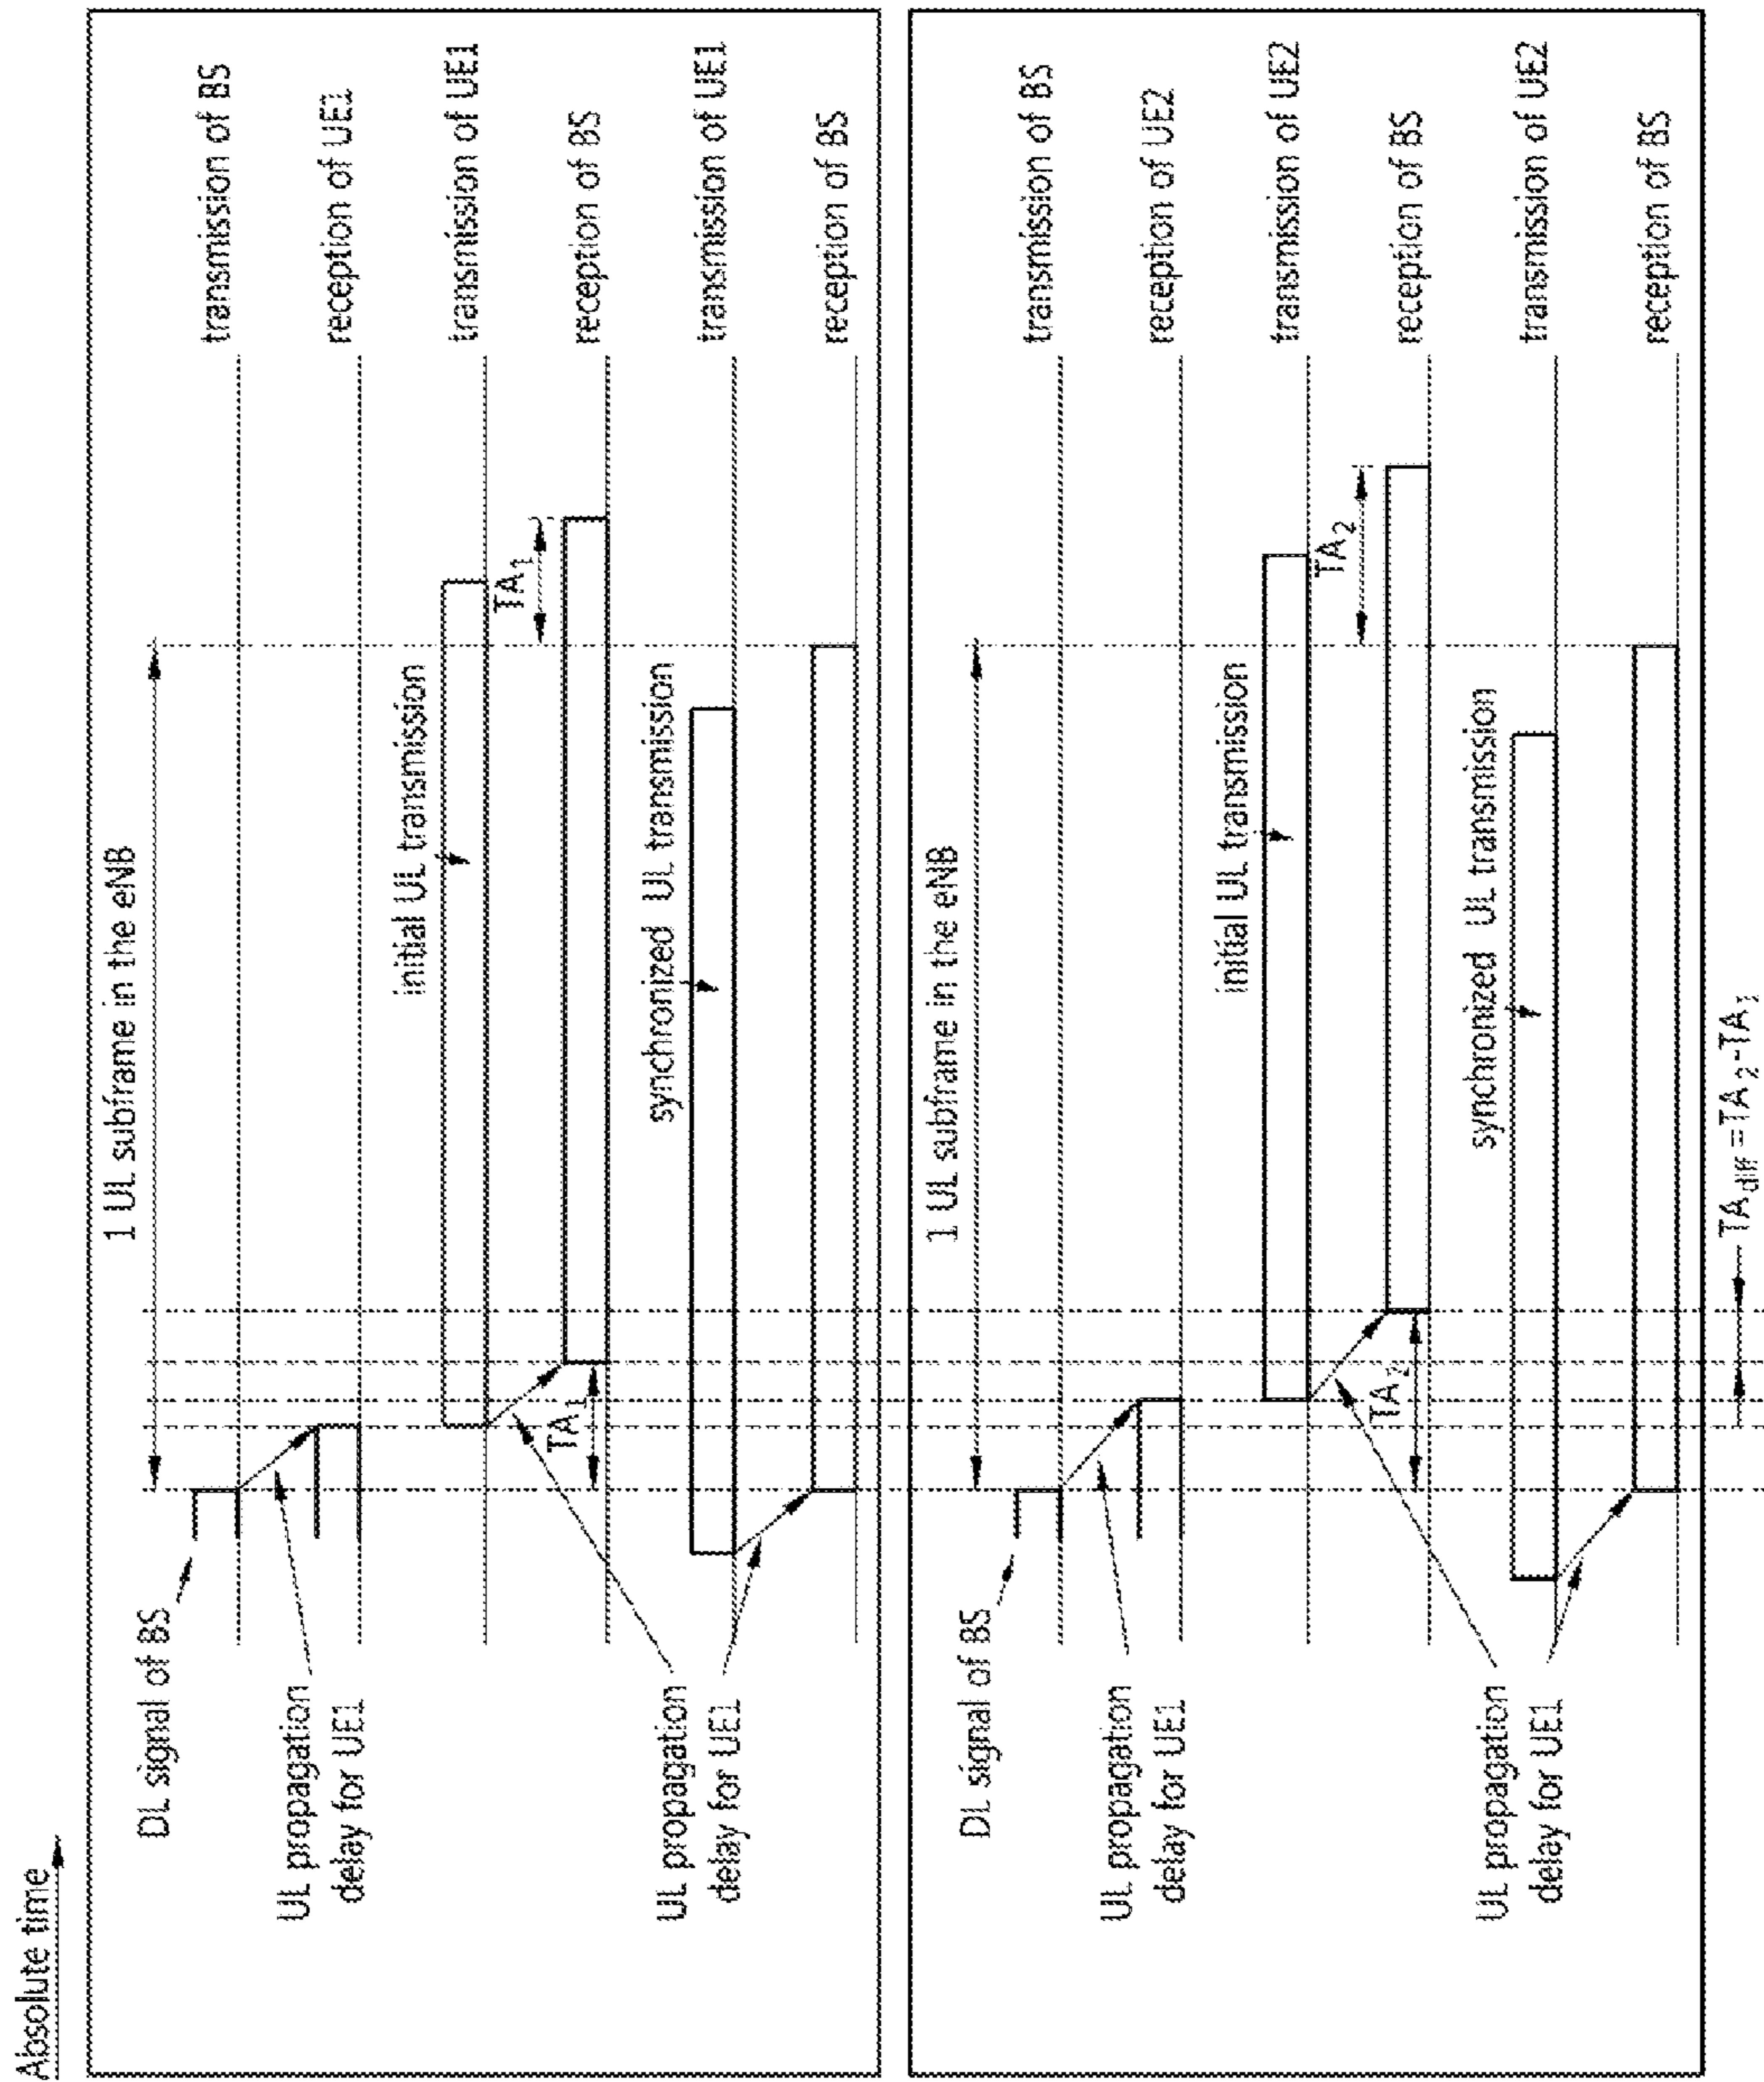 Absolute time
1 UL subframe in the eNB
DL signal of BS
transmission of BS
UL propagation
delay for UE1
reception of UE1
initial UL transmission
transmission of UE1
TA1
TA1
reception of BS
UL propagation
delay for UE1
synchronized UL transmission
transmission of UE1
reception of BS
1 UL subframe in the eNB
DL signal of BS
transmission of BS
UL propagation
delay for UE1
reception of UE2
initial UL transmission
transmission of UE2
TA2
TA2
reception of BS
UL propagation
delay for UE1
synchronized UL transmission
transmission of UE2
reception of BS
TAdiff =TA2-TA1